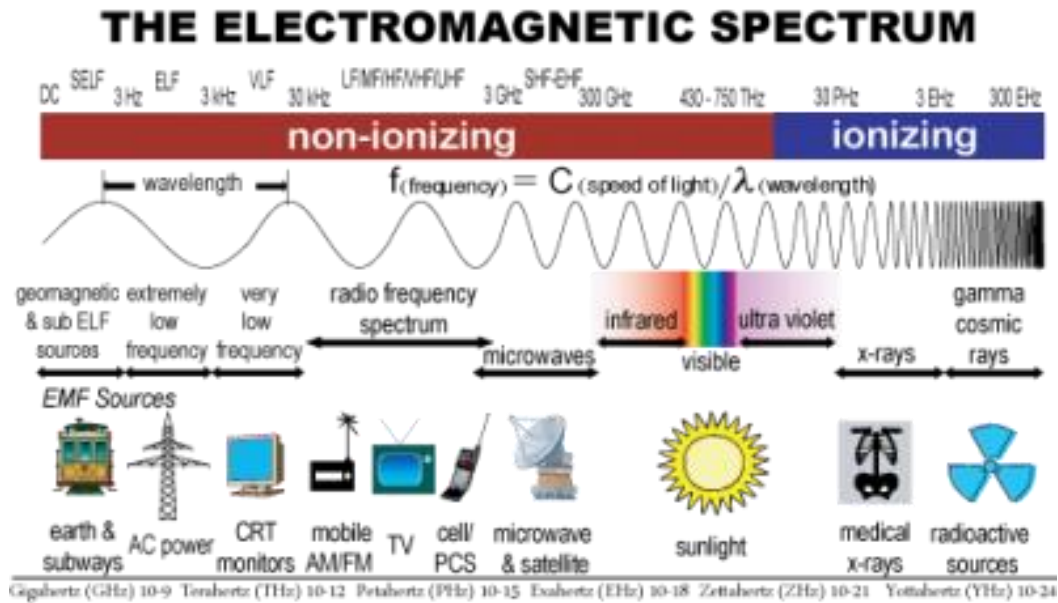 THE ELECTROMAGNETIC SPECTRUM
DC SELF 3 Hz ELF 3 kHz VLF 30 kHz LF/MF/HF/VHF/UHF 3 GHz SHF-EHF 300 GHz 430 - 750 THz 30 PHz 3 EHz 300 EHz
non-ionizing ionizing
wavelength f(frequency) = C (speed of light)/λ(wavelength)
geomagnetic extremely very radio frequency gamma
& sub ELF low low spectrum infrared ultra violet cosmic
sources frequency frequency microwaves visible x-rays rays
EMF Sources
earth & AC power CRT mobile TV cell/ microwave sunlight medical radioactive
subways monitors AM/FM PCS & satellite x-rays sources
Gigahertz (GHz) 10-9 Terahertz (THz) 10-12 Petahertz (PHz) 10-15 Exahertz (EHz) 10-18 Zettahertz (ZHz) 10-21 Yottahertz (YHz) 10-24